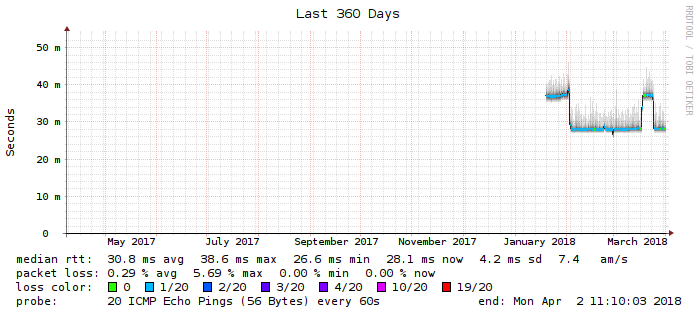 Last 360 Days
RRDTOOL / TOBI OETIKER
Seconds
50 m
40 m
30 m
20 m
10 m
0
May 2017 July 2017 September 2017 November 2017 January 2018 March 2018
median rtt: 30.8 ms avg 38.6 ms max 26.6 ms min 28.1 ms now 4.2 ms sd 7.4 am/s
packet loss: 0.29 % avg 5.69 % max 0.00 % min 0.00 % now
loss color: 0 1/20 2/20 3/20 4/20 10/20 19/20
probe: 20 ICMP Echo Pings (56 Bytes) every 60s end: Mon Apr 2 11:10:03 2018